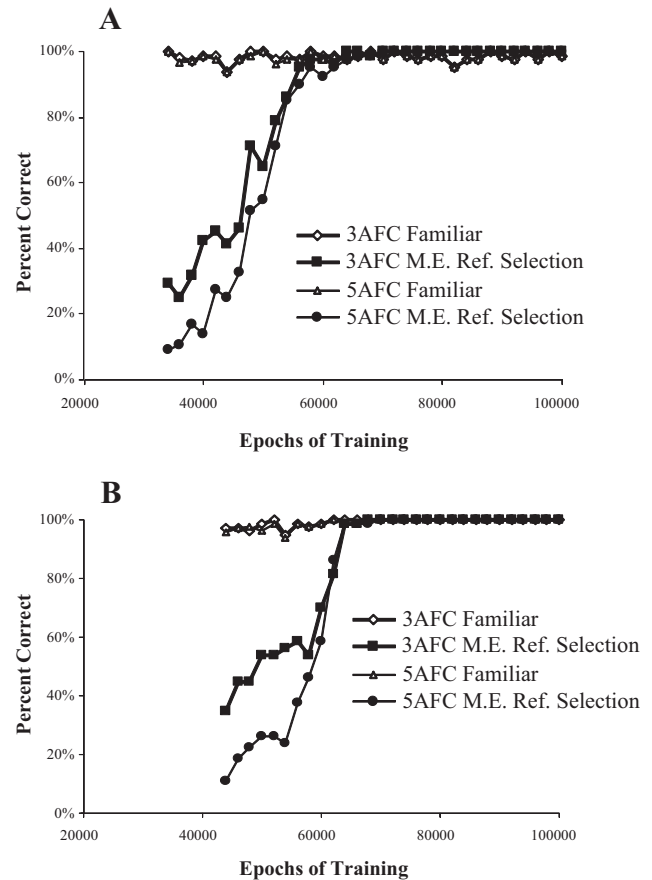 A
100%
80%
60%
40%
20%
0%
Percent Correct
3AFC Familiar
3AFC M.E. Ref. Selection
5AFC Familiar
5AFC M.E. Ref. Selection
20000 40000 60000 80000 100000
Epochs of Training
B
100%
80%
60%
40%
20%
0%
Percent Correct
3AFC Familiar
3AFC M.E. Ref. Selection
5AFC Familiar
5AFC M.E. Ref. Selection
20000 40000 60000 80000 100000
Epochs of Training